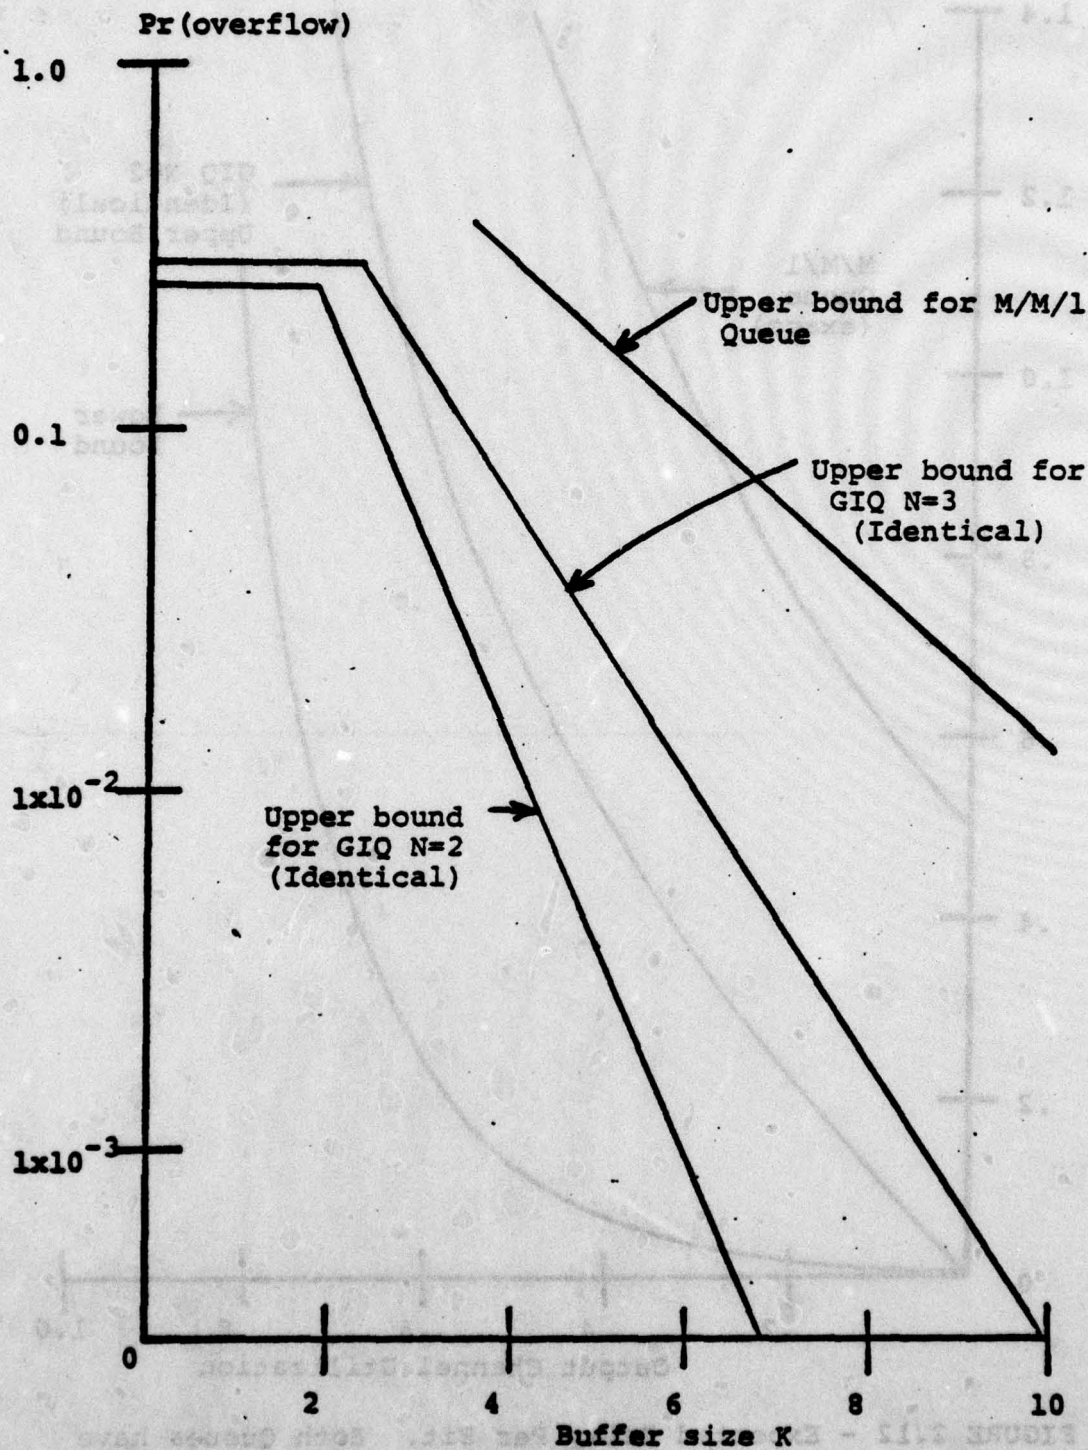 Pr(overflow)
1.0
Upper bound for M/M/1
Queue
0.1
Upper bound for
GIQ N=3
(Identical)
1x10-2
Upper bound
for GIQ N=2
(Identical)
1x10-3
0
2
4
6
8
10
Buffer size K